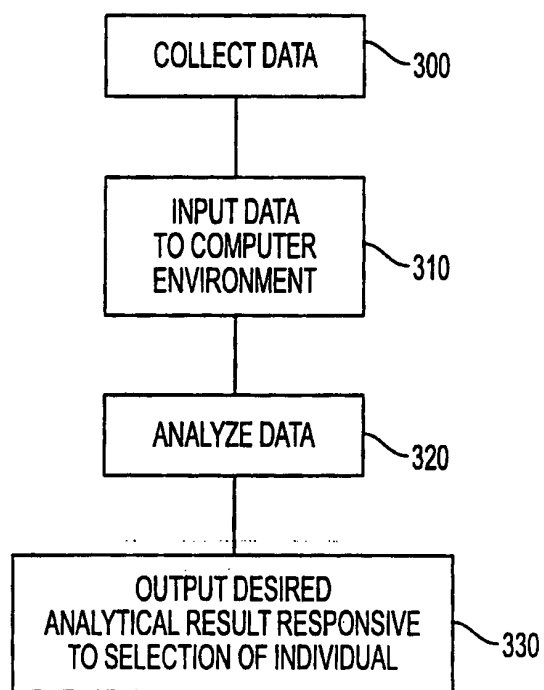 COLLECT DATA
300
INPUT DATA
TO COMPUTER
ENVIRONMENT
310
ANALYZE DATA
320
OUTPUT DESIRED
ANALYTICAL RESULT RESPONSIVE
TO SELECTION OF INDIVIDUAL
330